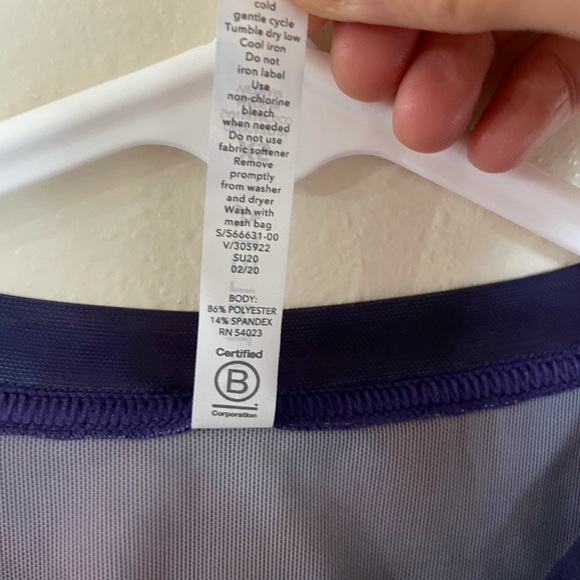 cold
gentle cycle
Tumble dry low
Cool iron
Do not
iron label
Use
non-chlorine
bleach
when needed
Do not use
fabric softener
Remove
promptly
from washer
and dryer
Wash with
mesh bag
S/566631-00
V/305922
SU20
02/20
BODY:
86% POLYESTER
14% SPANDEX
RN 54023
Certified
B
Corporation